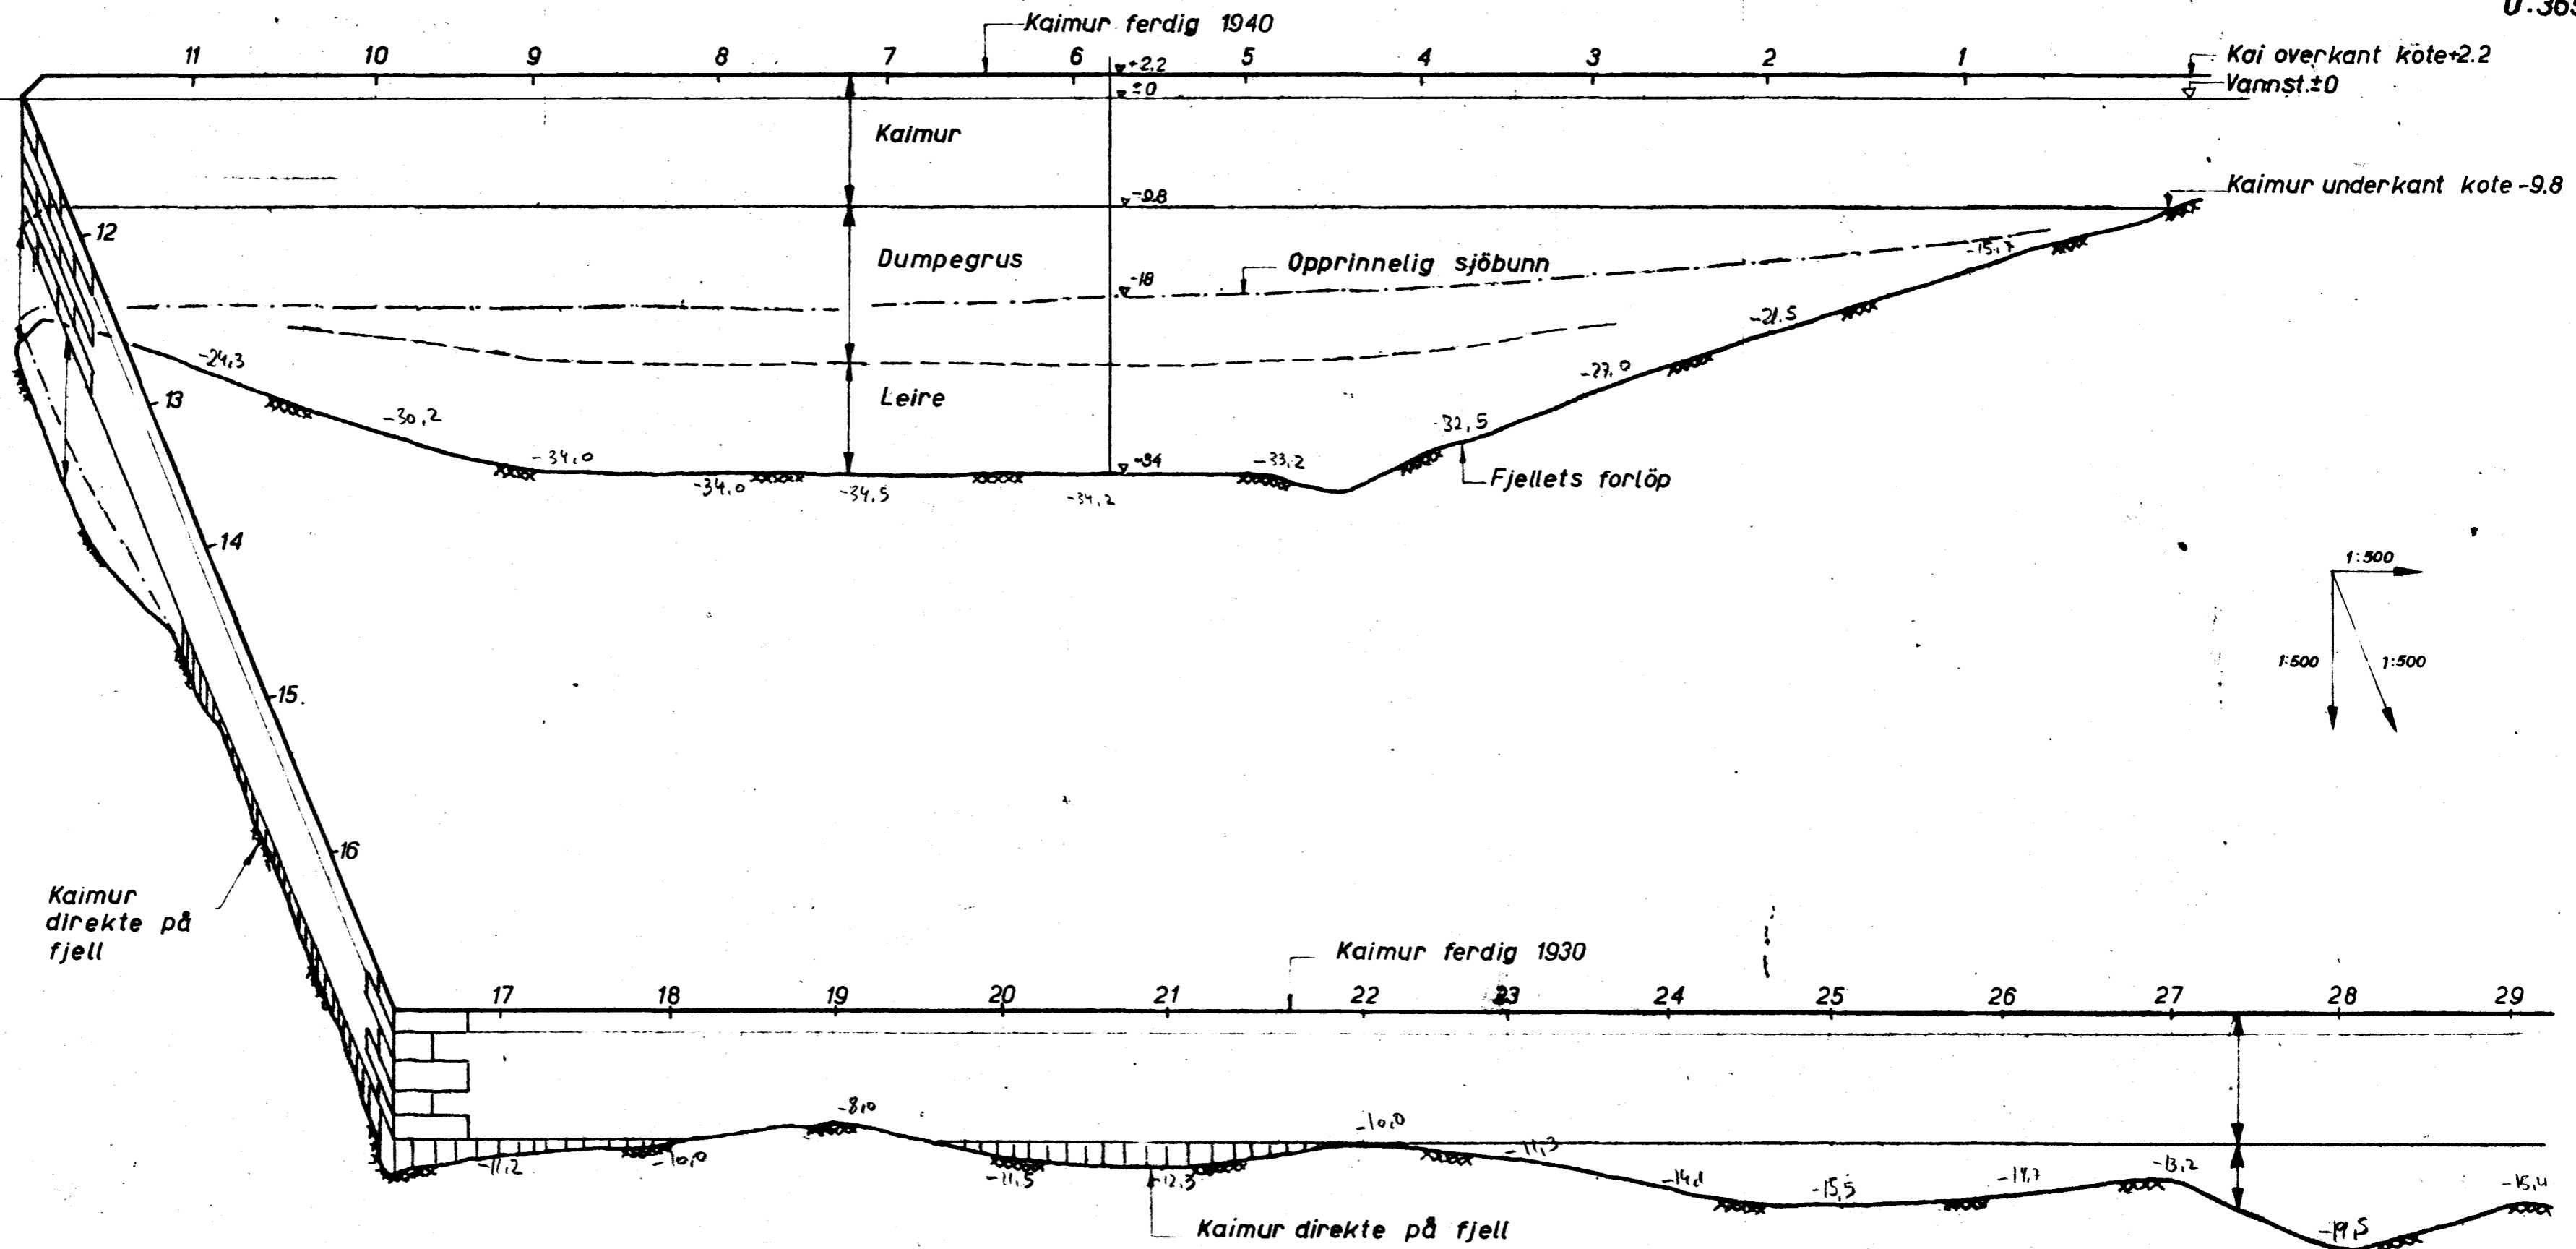 Kaimur ferdig 1940
11 10 9 8 7 6 5 4 3 2 1
+2.2
±0
Kai overkant kote+2.2
Vannst.±0
Kaimur
-9.8
Kaimur underkant kote -9.8
12
Dumpegrus
Opprinnelig sjöbunn
-15,7
-18
-21,5
-24,3
-27,0
13
Leire
-30,2
-32,5
-34,0
-34
-33,2
Fjellets forlöp
-34,0
-34,5
-34,2
14
1:500
1:500
1:500
15
16
Kaimur
direkte på
fjell
Kaimur ferdig 1930
17 18 19 20 21 22 23 24 25 26 27 28 29
-8,0
-10,0
-11,2
-10,0
-11,5
-12,3
-11,3
-15,5
-13,2
-15,4
-19,5
Kaimur direkte på fjell